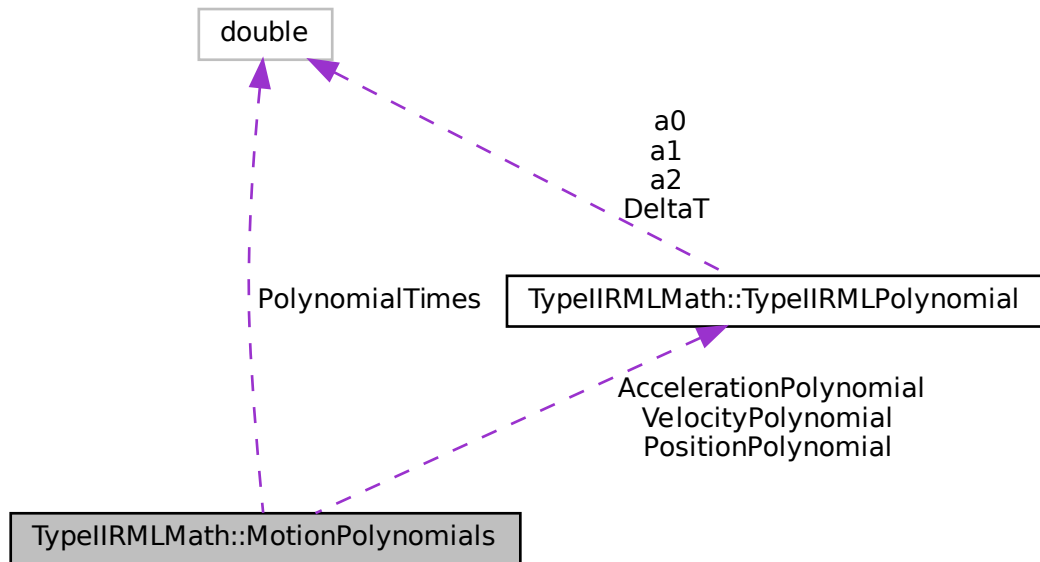 double
a0
a1
a2
DeltaT
PolynomialTimes
TypeIIRMLMath::TypeIIRMLPolynomial
AccelerationPolynomial
VelocityPolynomial
PositionPolynomial
TypeIIRMLMath::MotionPolynomials